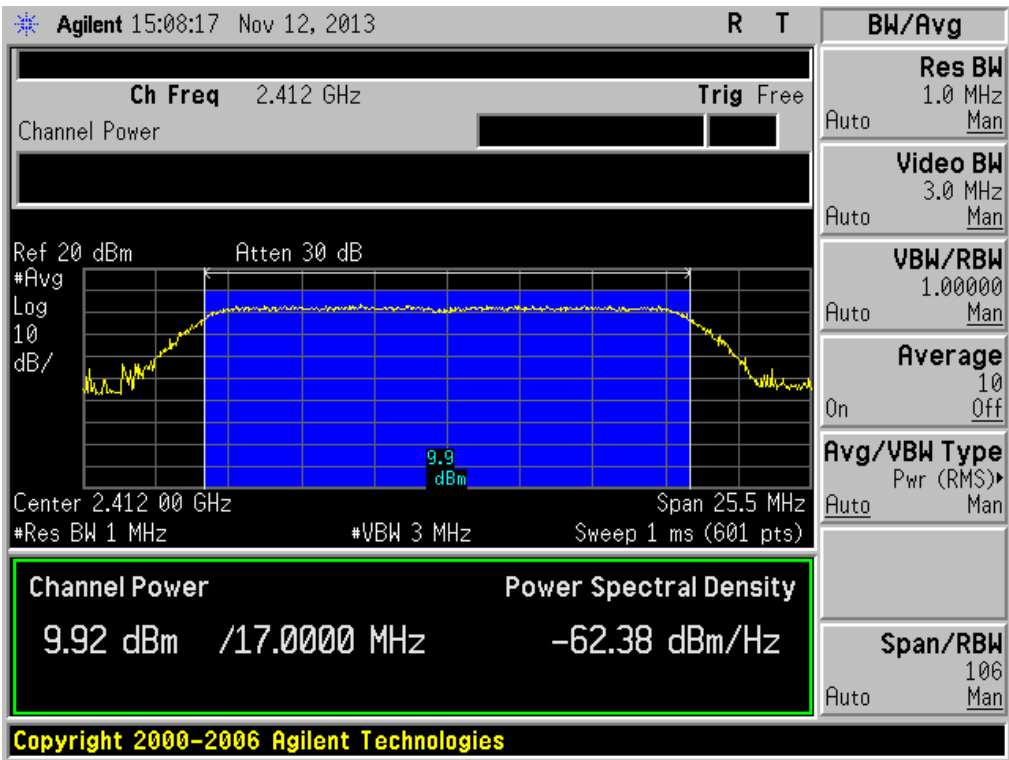 Agilent 15:08:17 Nov 12, 2013 R T
BW/Avg
Ch Freq 2.412 GHz Trig Free
Channel Power
Ref 20 dBm Atten 30 dB
#Avg
Log
10
dB/
9.9
dBm
Center 2.412 00 GHz Span 25.5 MHz
#Res BW 1 MHz #VBW 3 MHz Sweep 1 ms (601 pts)
Channel Power Power Spectral Density
9.92 dBm /17.0000 MHz -62.38 dBm/Hz
Res BW
1.0 MHz
Auto Man
Video BW
3.0 MHz
Auto Man
VBW/RBW
1.00000
Auto Man
Average
10
On Off
Avg/VBW Type
Pwr (RMS)▸
Auto Man
Span/RBW
106
Auto Man
Copyright 2000-2006 Agilent Technologies